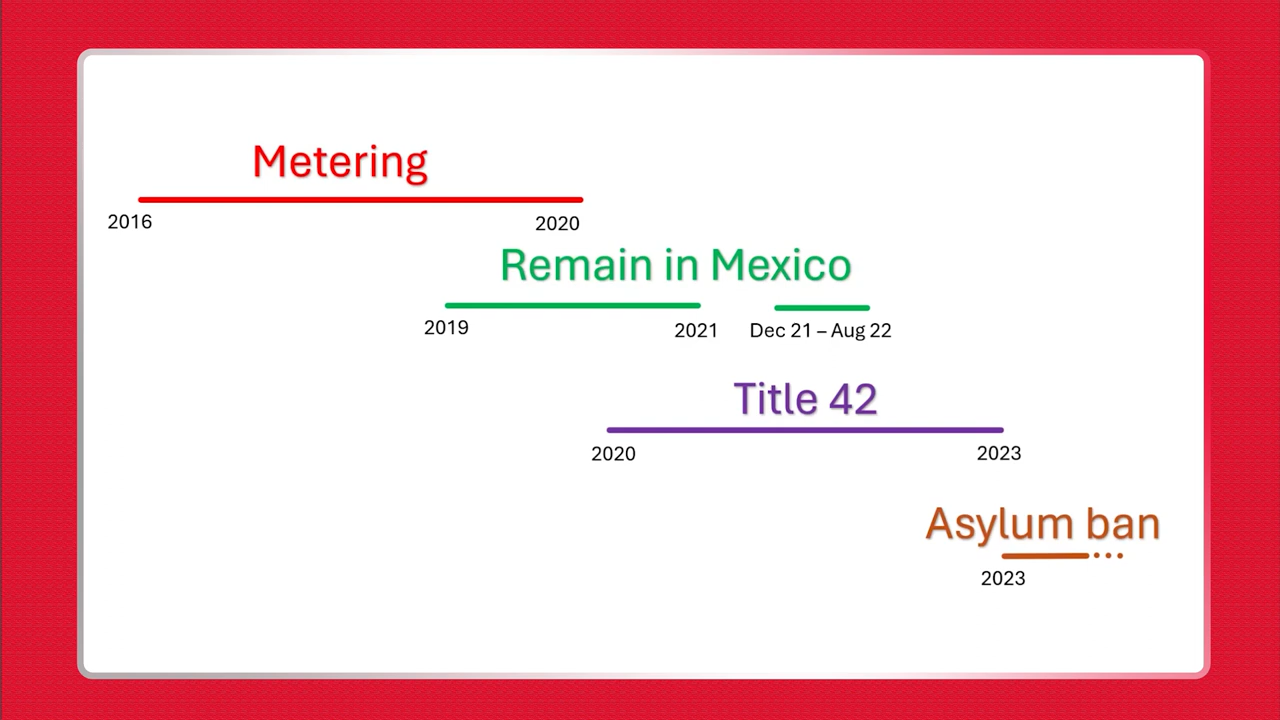 Metering
2016 2020
Remain in Mexico
2019 2021 Dec 21 – Aug 22
Title 42
2020 2023
Asylum ban
2023